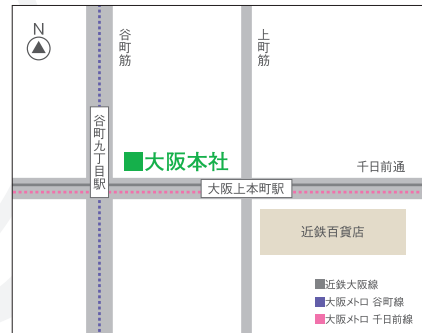 N
谷町筋
上町筋
谷町九丁目駅
■大阪本社
千日前通
大阪上本町駅
近鉄百貨店
■近鉄大阪線
■大阪メトロ 谷町線
■大阪メトロ 千日前線